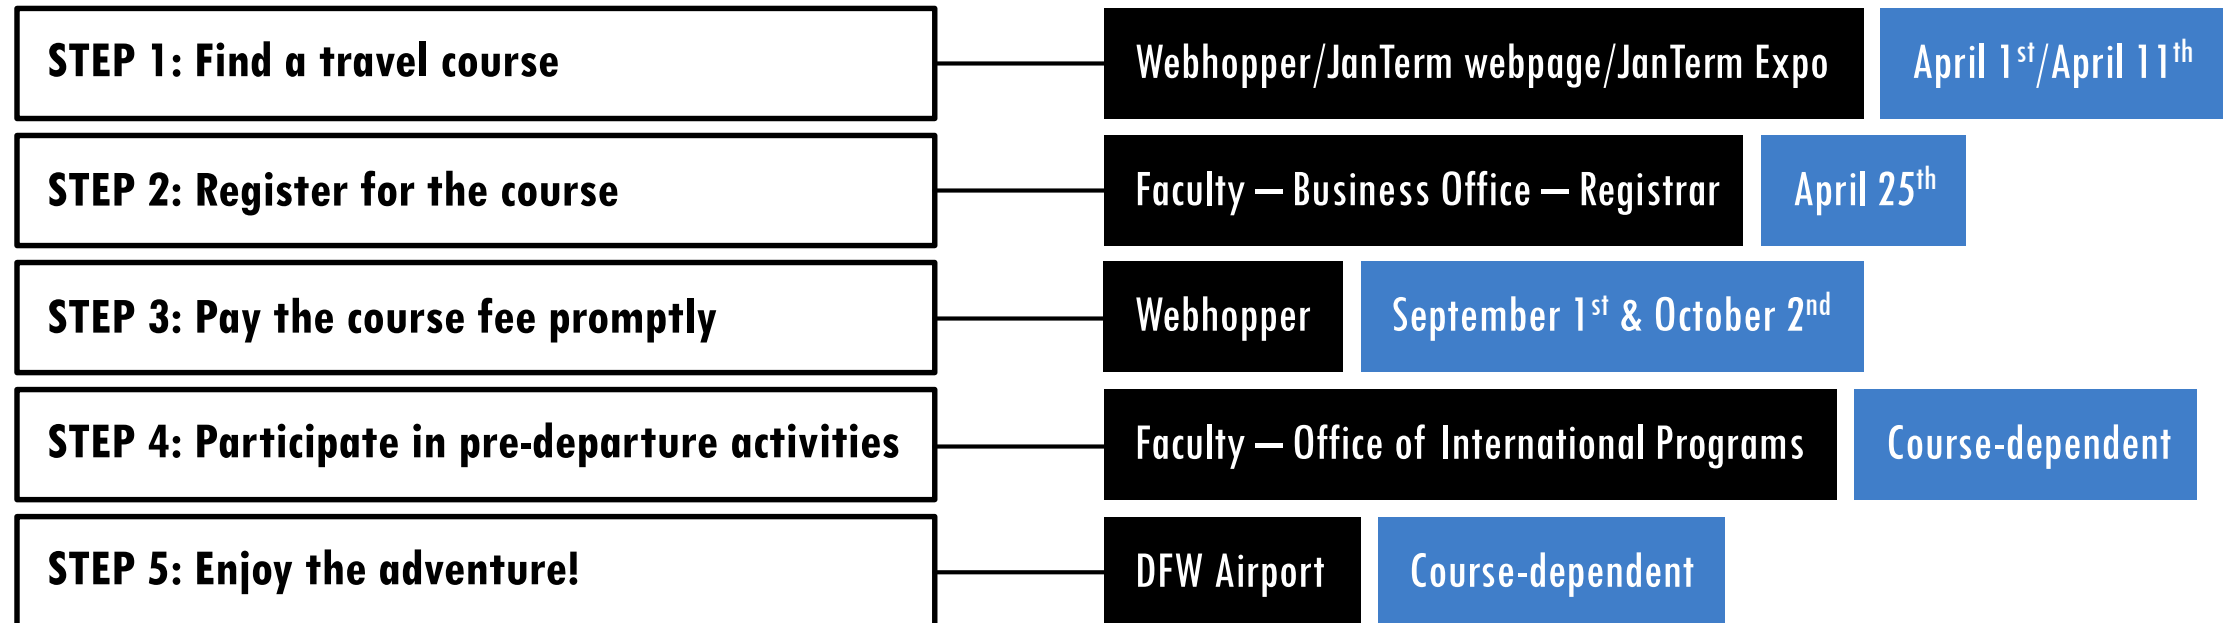 STEP 1: Find a travel course Webhopper/JanTerm webpage/JanTerm Expo April 1st/April 11th
STEP 2: Register for the course Faculty — Business Office — Registrar April 25th
STEP 3: Pay the course fee promptly Webhopper September 1st & October 2nd
STEP 4: Participate in pre-departure activities Faculty — Office of International Programs Course-dependent
STEP 5: Enjoy the adventure! DFW Airport Course-dependent